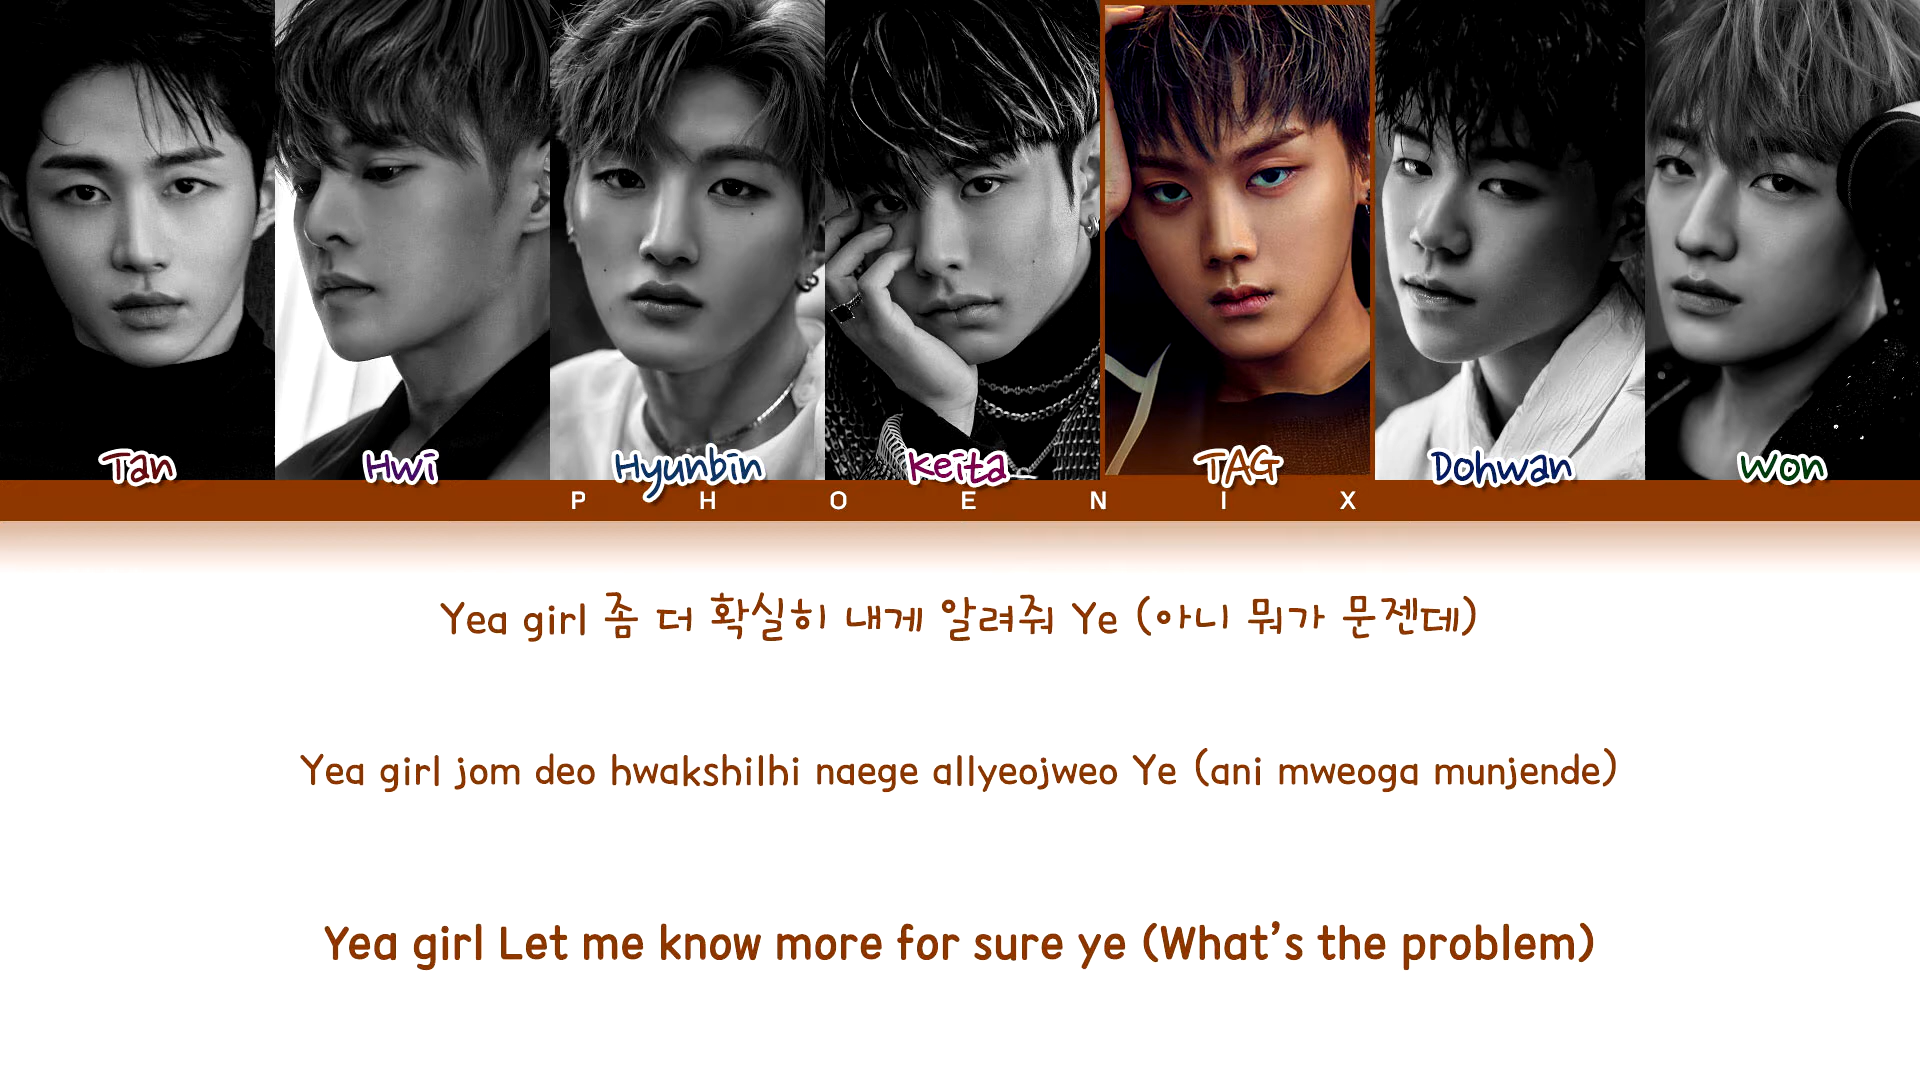 Tan Hwi Hyunbin Keita TAG Dohwan Won
PHOENIX
Yea girl 좀 더 확실히 내게 알려줘 Ye (아니 뭐가 문젠데)
Yea girl jom deo hwakshilhi naege allyeojweo Ye (ani mweoga munjende)
Yea girl Let me know more for sure ye (What's the problem)